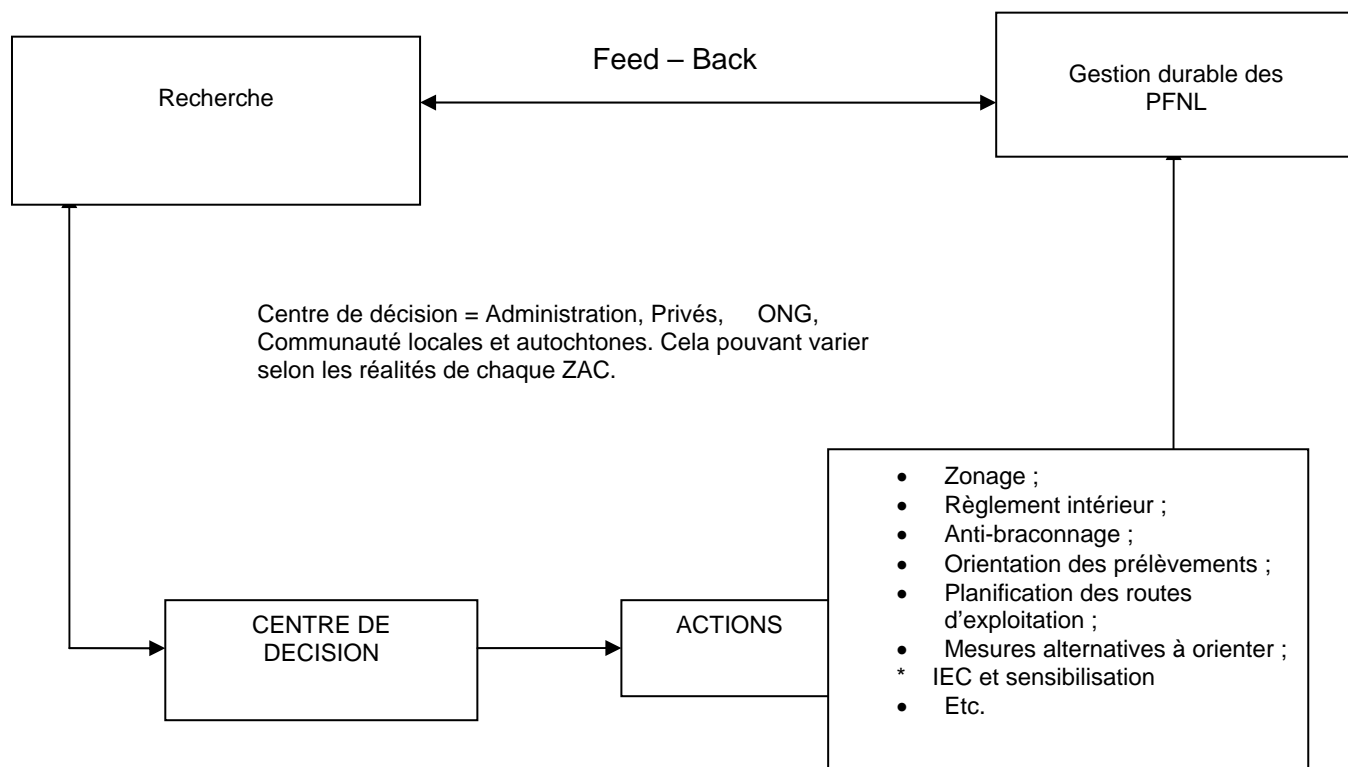 Recherche
Feed – Back
Gestion durable des
PFNL
Centre de décision = Administration, Privés, ONG,
Communauté locales et autochtones. Cela pouvant varier
selon les réalités de chaque ZAC.
CENTRE DE
DECISION
ACTIONS
• Zonage ;
• Règlement intérieur ;
• Anti-braconnage ;
• Orientation des prélèvements ;
• Planification des routes
d’exploitation ;
• Mesures alternatives à orienter ;
* IEC et sensibilisation
• Etc.